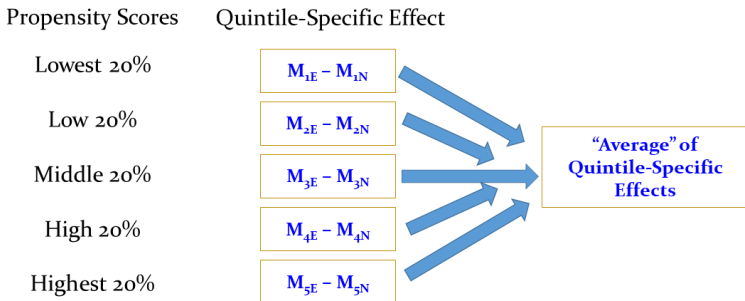 Propensity Scores Quintile-Specific Effect
Lowest 20% M1E – M1N
Low 20% M2E – M2N
Middle 20% M3E – M3N
High 20% M4E – M4N
Highest 20% M5E – M5N
“Average” of
Quintile-Specific
Effects